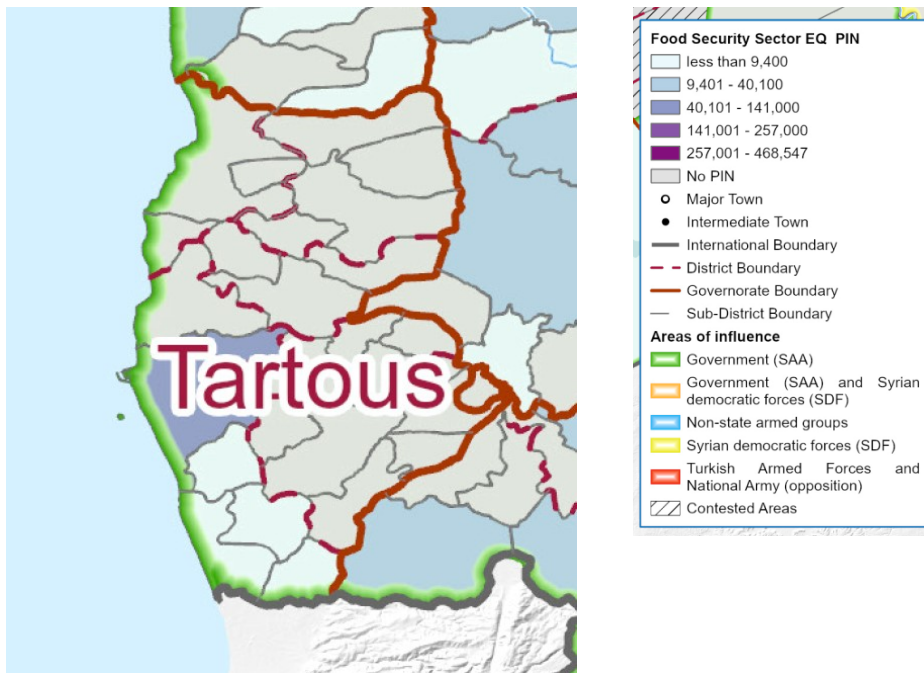 Tartous
Food Security Sector EQ PIN
less than 9,400
9,401 - 40,100
40,101 - 141,000
141,001 - 257,000
257,001 - 468,547
No PIN
Major Town
Intermediate Town
International Boundary
District Boundary
Governorate Boundary
Sub-District Boundary
Areas of influence
Government (SAA)
Government (SAA) and Syrian
democratic forces (SDF)
Non-state armed groups
Syrian democratic forces (SDF)
Turkish Armed Forces and
National Army (opposition)
Contested Areas